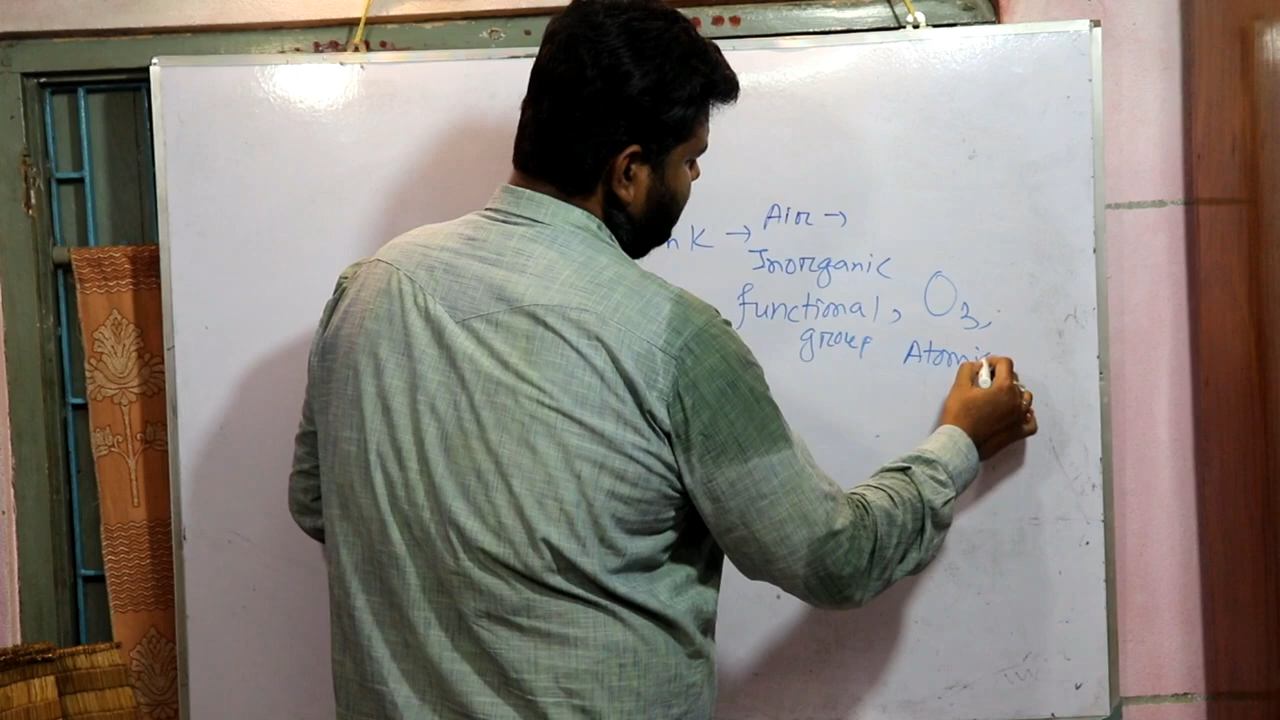 nK → Air →
Inorganic
functional, O3,
group Atomi